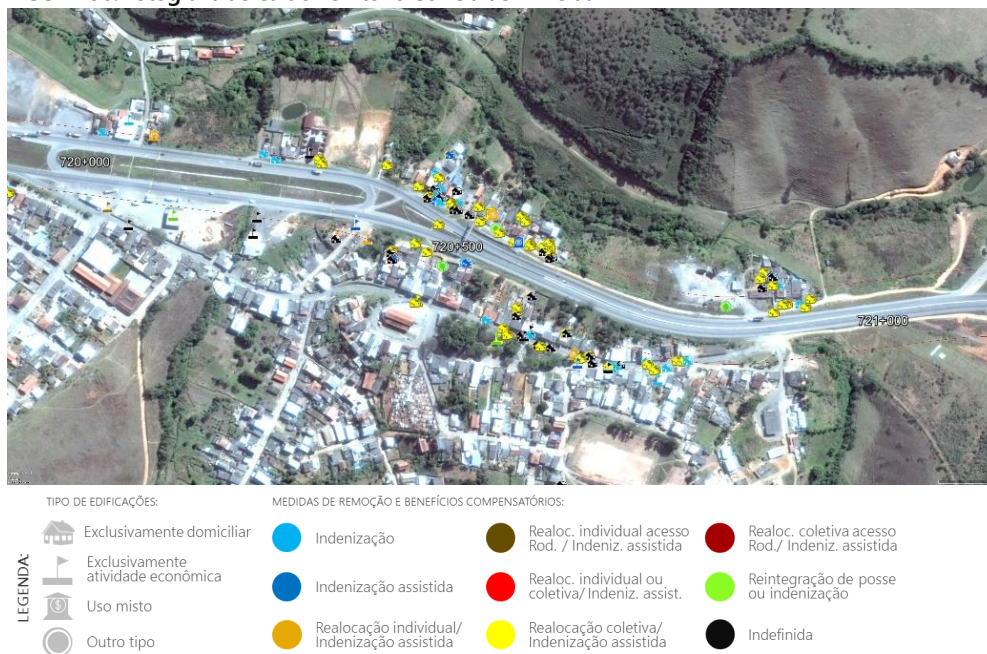 720+000
720+500
721+000
TIPO DE EDIFICAÇÕES:
MEDIDAS DE REMOÇÃO E BENEFÍCIOS COMPENSATÓRIOS:
LEGENDA:
Exclusivamente domiciliar
Exclusivamente
atividade econômica
Uso misto
Outro tipo
Indenização
Indenização assistida
Realocação individual/
Indenização assistida
Realoc. individual acesso
Rod. / Indeniz. assistida
Realoc. individual ou
coletiva/ Indeniz. assist.
Realocação coletiva/
Indenização assistida
Realoc. coletiva acesso
Rod./ Indeniz. assistida
Reintegração de posse
ou indenização
Indefinida